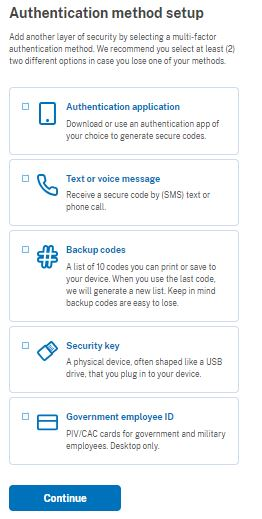 Authentication method setup
Add another layer of security by selecting a multi-factor
authentication method. We recommend you select at least (2)
two different options in case you lose one of your methods.
Authentication application
Download or use an authentication app of
your choice to generate secure codes.
Text or voice message
Receive a secure code by (SMS) text or
phone call.
Backup codes
A list of 10 codes you can print or save to
your device. When you use the last code,
we will generate a new list. Keep in mind
backup codes are easy to lose.
Security key
A physical device, often shaped like a USB
drive, that you plug in to your device.
Government employee ID
PIV/CAC cards for government and military
employees. Desktop only.
Continue